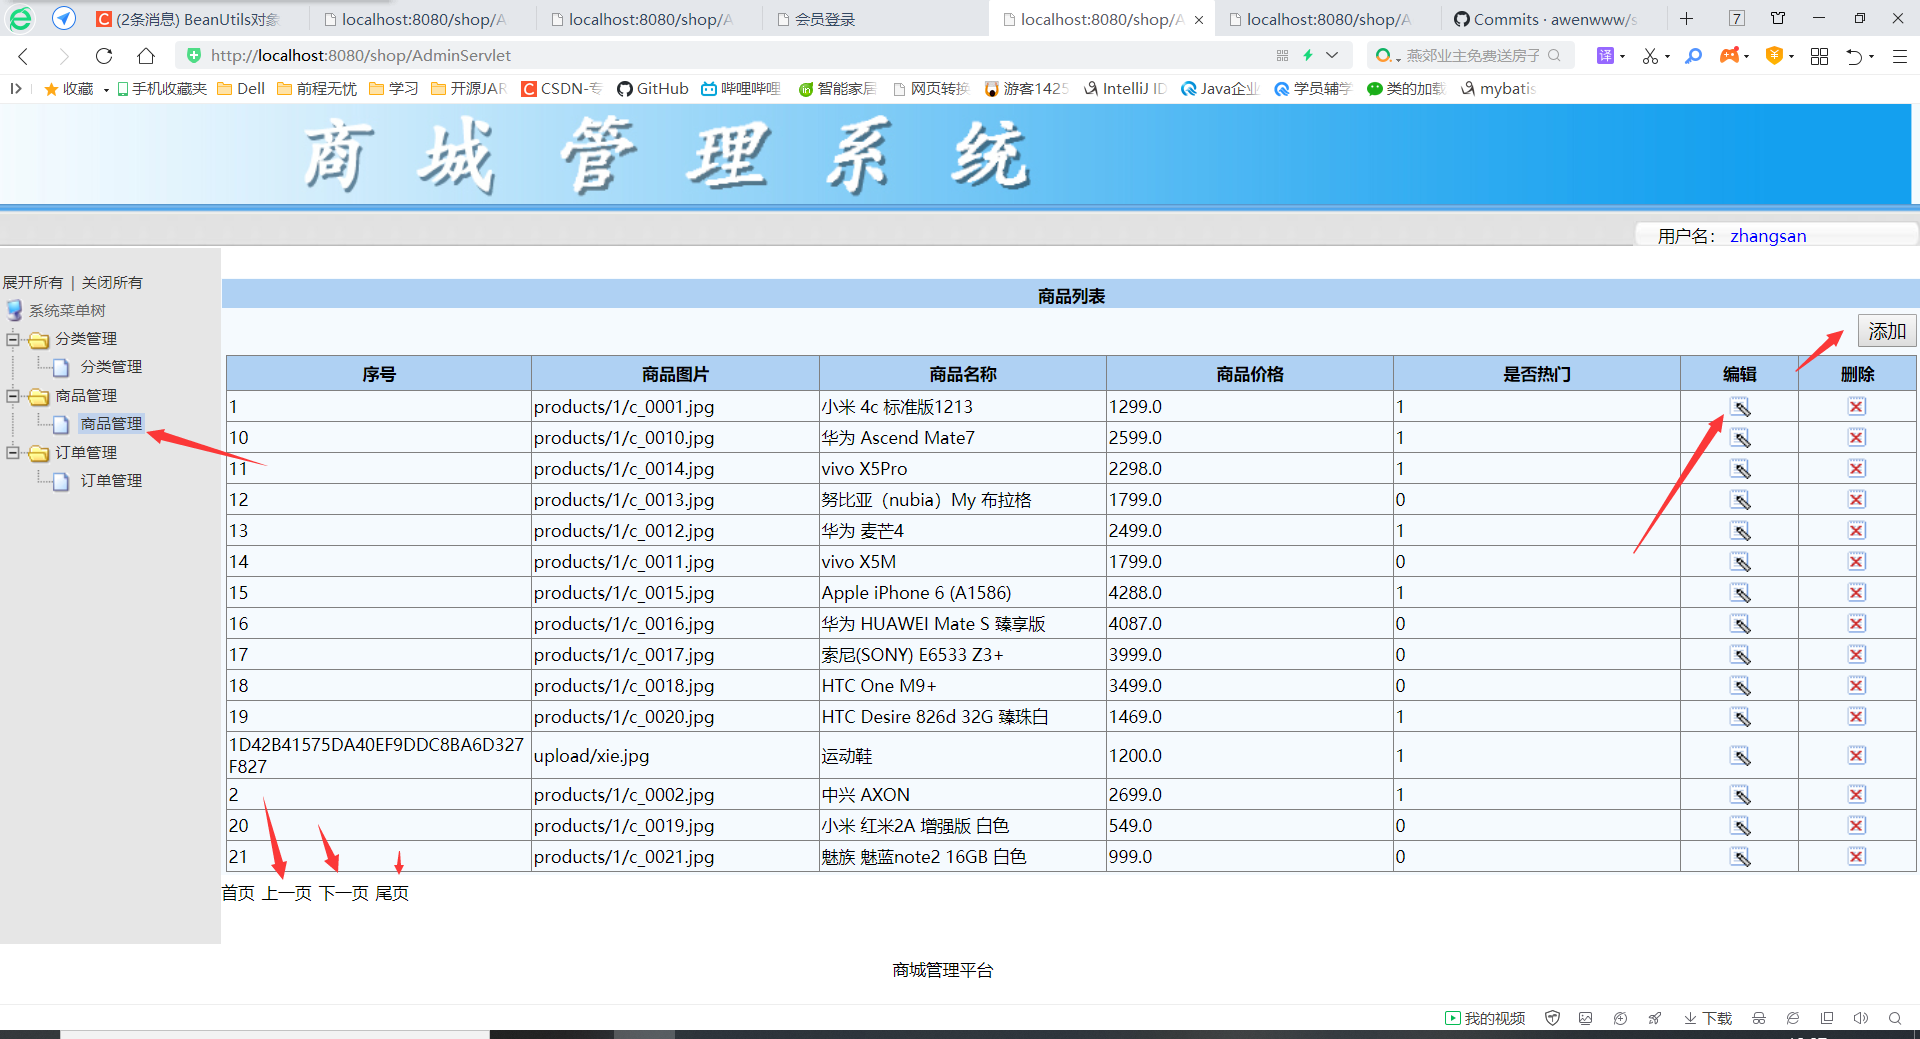 (2条消息) BeanUtils对象
localhost:8080/shop/A
localhost:8080/shop/A
会员登录
localhost:8080/shop/A
localhost:8080/shop/A
Commits · awenwww/s
7
http://localhost:8080/shop/AdminServlet
燕郊业主免费送房子
译
收藏
手机收藏夹
Dell
前程无忧
学习
开源JAR
CSDN-专
GitHub
哔哩哔哩
智能家居
网页转换
游客1425
IntelliJ ID
Java企业
学员辅学
类的加载
mybatis
商城管理系统
用户名： zhangsan
展开所有 | 关闭所有
系统菜单树
分类管理
分类管理
商品管理
商品管理
订单管理
订单管理
商品列表
添加
序号 商品图片 商品名称 商品价格 是否热门 编辑 删除
1 products/1/c_0001.jpg 小米 4c 标准版1213 1299.0 1
10 products/1/c_0010.jpg 华为 Ascend Mate7 2599.0 1
11 products/1/c_0014.jpg vivo X5Pro 2298.0 1
12 products/1/c_0013.jpg 努比亚（nubia）My 布拉格 1799.0 0
13 products/1/c_0012.jpg 华为 麦芒4 2499.0 1
14 products/1/c_0011.jpg vivo X5M 1799.0 0
15 products/1/c_0015.jpg Apple iPhone 6 (A1586) 4288.0 1
16 products/1/c_0016.jpg 华为 HUAWEI Mate S 臻享版 4087.0 0
17 products/1/c_0017.jpg 索尼(SONY) E6533 Z3+ 3999.0 0
18 products/1/c_0018.jpg HTC One M9+ 3499.0 0
19 products/1/c_0020.jpg HTC Desire 826d 32G 臻珠白 1469.0 1
1D42B41575DA40EF9DDC8BA6D327
F827 upload/xie.jpg 运动鞋 1200.0 1
2 products/1/c_0002.jpg 中兴 AXON 2699.0 1
20 products/1/c_0019.jpg 小米 红米2A 增强版 白色 549.0 0
21 products/1/c_0021.jpg 魅族 魅蓝note2 16GB 白色 999.0 0
首页 上一页 下一页 尾页
商城管理平台
我的视频
下载